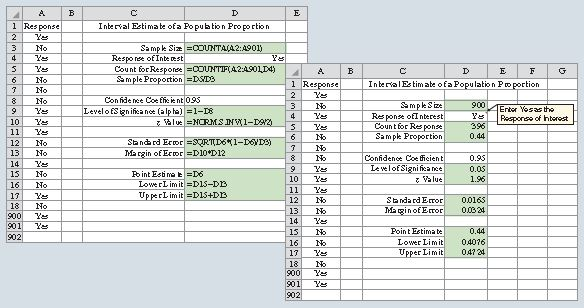 A B C D E
1 Response Interval Estimate of a Population Proportion
2 Yes
3 No Sample Size =COUNTA(A2:A901)
4 Yes Response of Interest Yes
5 Yes Count for Response =COUNTIF(A2:A901,D4)
6 No Sample Proportion =D5/D3
7 No
8 No Confidence Coefficient 0.95
9 Yes Level of Significance (alpha) =1-D8
10 Yes z Value =NORM.S.INV(1-D9/2)
11 Yes
12 No Standard Error =SQRT(D6*(1-D6)/D3)
13 No Margin of Error =D10*D12
14 Yes
15 No Point Estimate =D6
16 No Lower Limit =D15-D13
17 Yes Upper Limit =D15+D13
18 No
900 Yes
901 Yes
902
A B C D E F G
1 Response Interval Estimate of a Population Proportion
2 Yes
3 No Sample Size 900
4 Yes Response of Interest Yes
5 Yes Count for Response 396
6 No Sample Proportion 0.44
7 No
8 No Confidence Coefficient 0.95
9 Yes Level of Significance 0.05
10 Yes z Value 1.96
11 Yes
12 No Standard Error 0.0165
13 No Margin of Error 0.0324
14 Yes
15 No Point Estimate 0.44
16 No Lower Limit 0.4076
17 Yes Upper Limit 0.4724
18 No
900 Yes
901 Yes
902
Enter Yes as the
Response of Interest